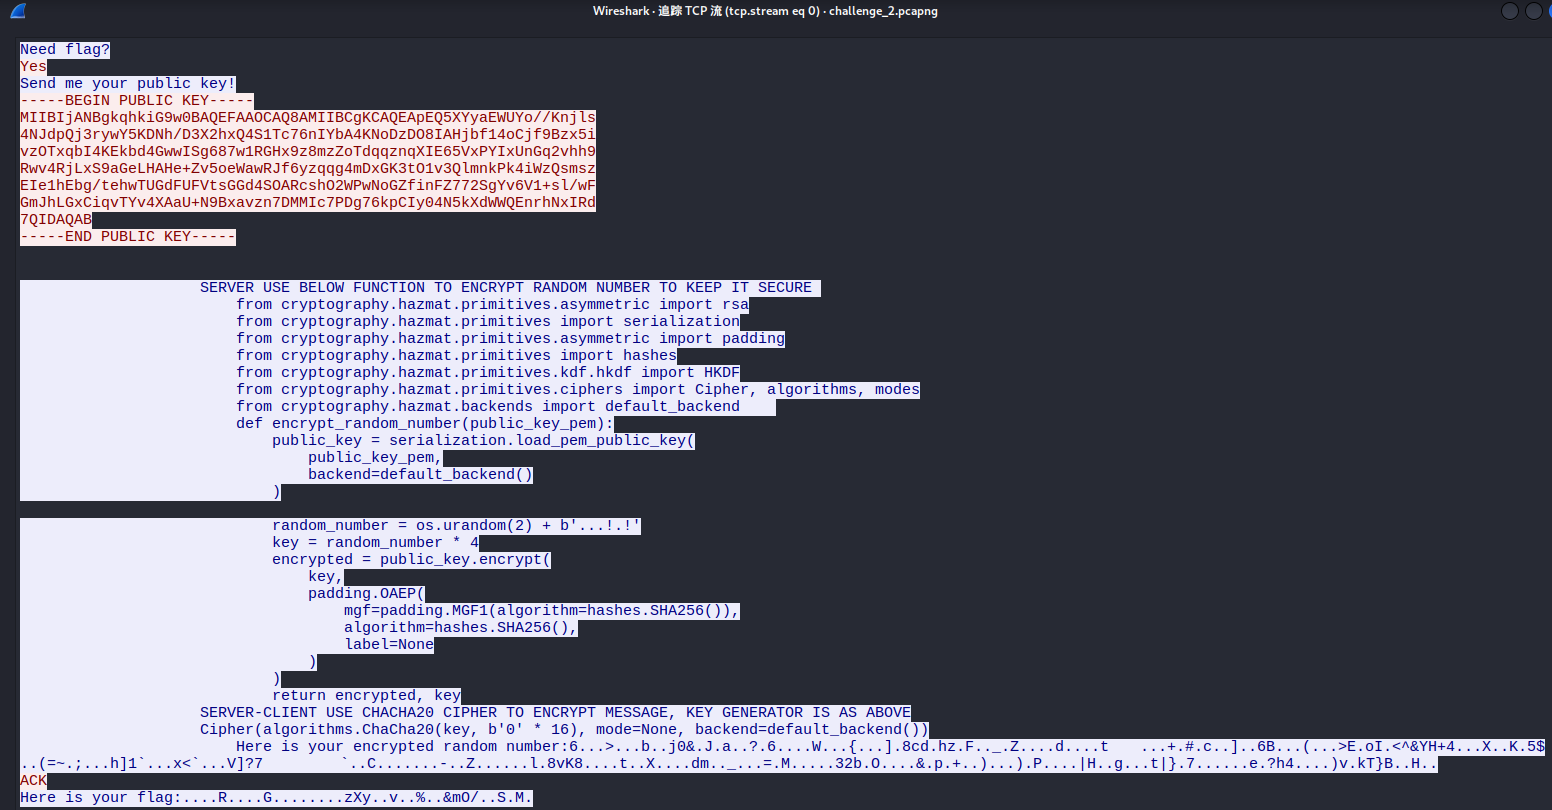 Wireshark · 追踪 TCP 流 (tcp.stream eq 0) · challenge_2.pcapng
Need flag?
Yes
Send me your public key!
-----BEGIN PUBLIC KEY-----
MIIBIjANBgkqhkiG9w0BAQEFAAOCAQ8AMIIBCgKCAQEApEQ5XYyaEWUYo//Knjls
4NJdpQj3rywY5KDNh/D3X2hxQ4S1Tc76nIYbA4KNoDzDO8IAHjbf14oCjf9Bzx5i
vzOTxqbI4KEkbd4GwwISg687w1RGHx9z8mzZoTdqqznqXIE65VxPYIxUnGq2vhh9
Rwv4RjLxS9aGeLHAHe+Zv5oeWawRJf6yzqqg4mDxGK3tO1v3QlmnkPk4iWzQsmsz
EIe1hEbg/tehwTUGdFUFVtsGGd4SOARcshO2WPwNoGZfinFZ772SgYv6V1+sl/wF
GmJhLGxCiqvTYv4XAaU+N9Bxavzn7DMMIc7PDg76kpCIy04N5kXdWWQEnrhNxIRd
7QIDAQAB
-----END PUBLIC KEY-----
SERVER USE BELOW FUNCTION TO ENCRYPT RANDOM NUMBER TO KEEP IT SECURE
from cryptography.hazmat.primitives.asymmetric import rsa
from cryptography.hazmat.primitives import serialization
from cryptography.hazmat.primitives.asymmetric import padding
from cryptography.hazmat.primitives import hashes
from cryptography.hazmat.primitives.kdf.hkdf import HKDF
from cryptography.hazmat.primitives.ciphers import Cipher, algorithms, modes
from cryptography.hazmat.backends import default_backend
def encrypt_random_number(public_key_pem):
public_key = serialization.load_pem_public_key(
public_key_pem,
backend=default_backend()
)
random_number = os.urandom(2) + b'...!.!'
key = random_number * 4
encrypted = public_key.encrypt(
key,
padding.OAEP(
mgf=padding.MGF1(algorithm=hashes.SHA256()),
algorithm=hashes.SHA256(),
label=None
)
)
return encrypted, key
SERVER-CLIENT USE CHACHA20 CIPHER TO ENCRYPT MESSAGE, KEY GENERATOR IS AS ABOVE
Cipher(algorithms.ChaCha20(key, b'0' * 16), mode=None, backend=default_backend())
Here is your encrypted random number:6...>...b..j0&.J.a..?.6....W...{...].8cd.hz.F.._.Z....d....t ...+.#.c..]..6B...(...>E.oI.<^&YH+4...X..K.5$
..(=~.;...h]1`...x<`...V]?7 `..C.......-..Z......l.8vK8....t..X....dm.._...=.M.....32b.O....&.p.+..)...).P....|H..g...t|}.7......e.?h4....)v.kT}B..H..
ACK
Here is your flag:....R....G........zXy..v..%..&mO/..S.M.